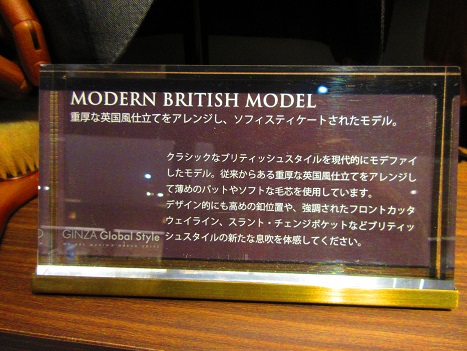 MODERN BRITISH MODEL
重厚な英国風仕立てをアレンジし、ソフィスティケートされたモデル。
クラシックなブリティッシュスタイルを現代的にモデファイ
したモデル。従来からある重厚な英国風仕立てをアレンジし
て薄めのパットやソフトな毛芯を使用しています。
デザイン的にも高めの釦位置や、強調されたフロントカッタ
ウェイライン、スラント・チェンジポケットなどブリティッ
シュスタイルの新たな息吹を体感してください。
GINZA Global Style